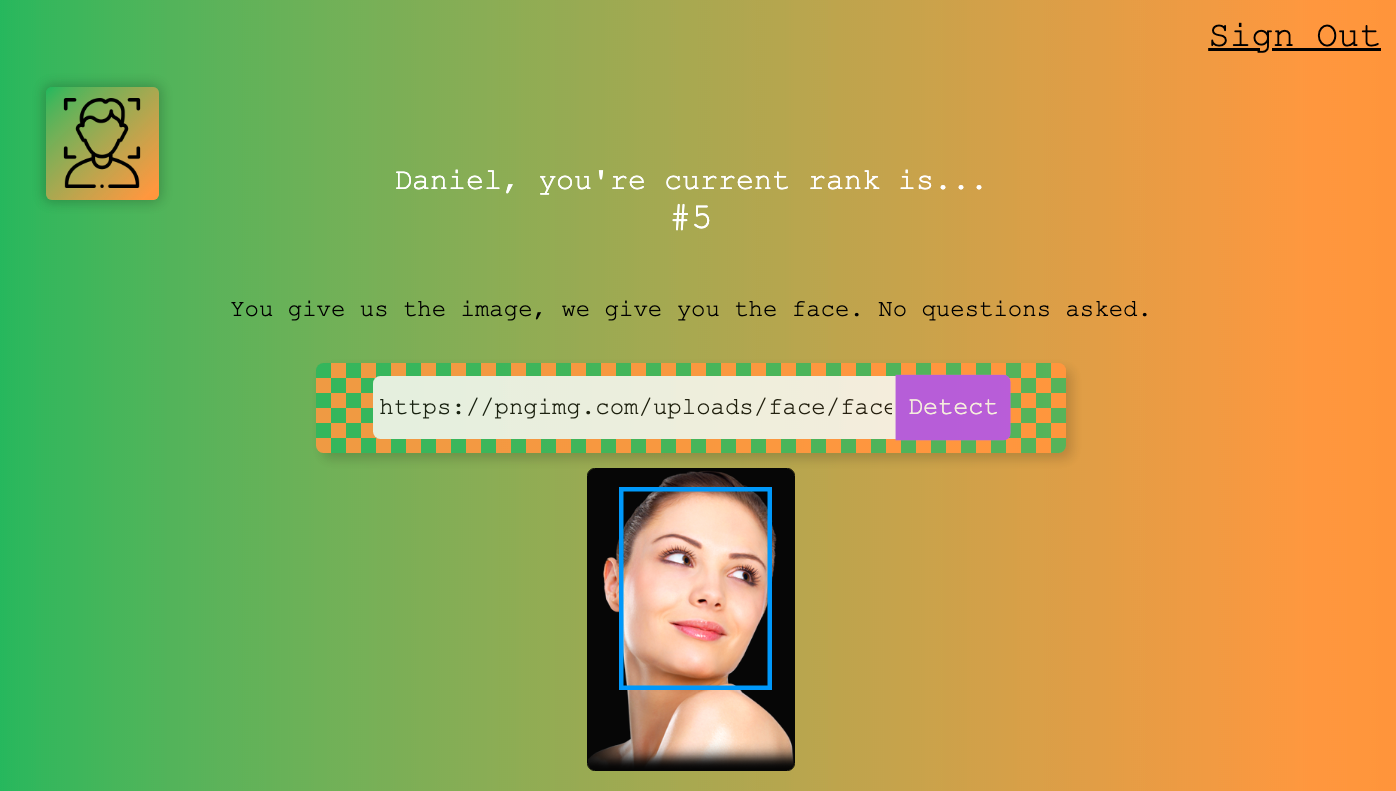 Sign Out
Daniel, you're current rank is...
#5
You give us the image, we give you the face. No questions asked.
https://pngimg.com/uploads/face/face
Detect